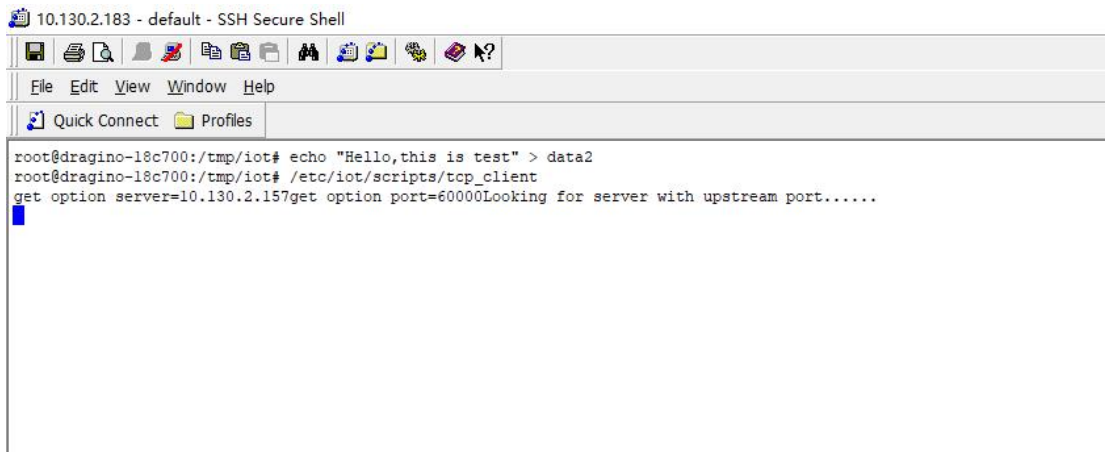 10.130.2.183 - default - SSH Secure Shell
File Edit View Window Help
Quick Connect Profiles
root@dragino-18c700:/tmp/iot# echo "Hello,this is test" > data2
root@dragino-18c700:/tmp/iot# /etc/iot/scripts/tcp_client
get option server=10.130.2.157get option port=60000Looking for server with upstream port......